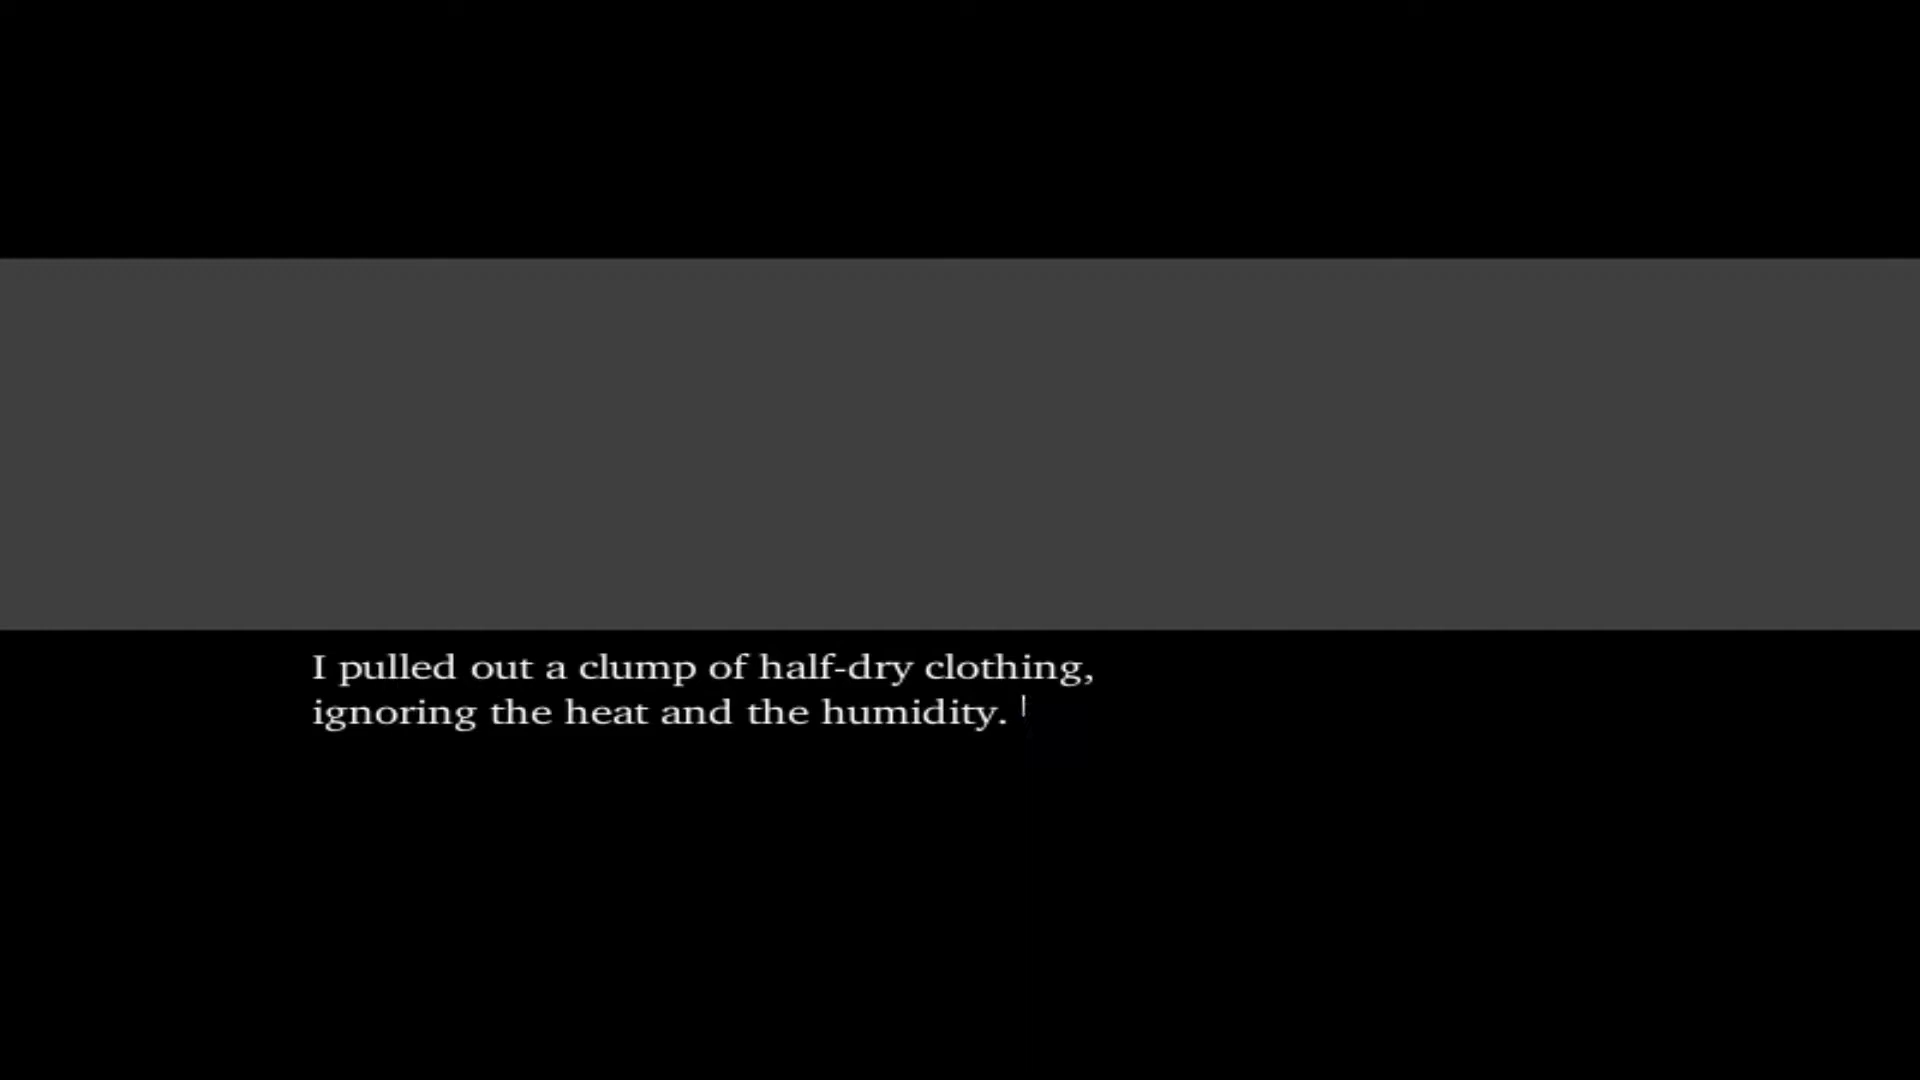 I pulled out a clump of half-dry clothing,
ignoring the heat and the humidity.